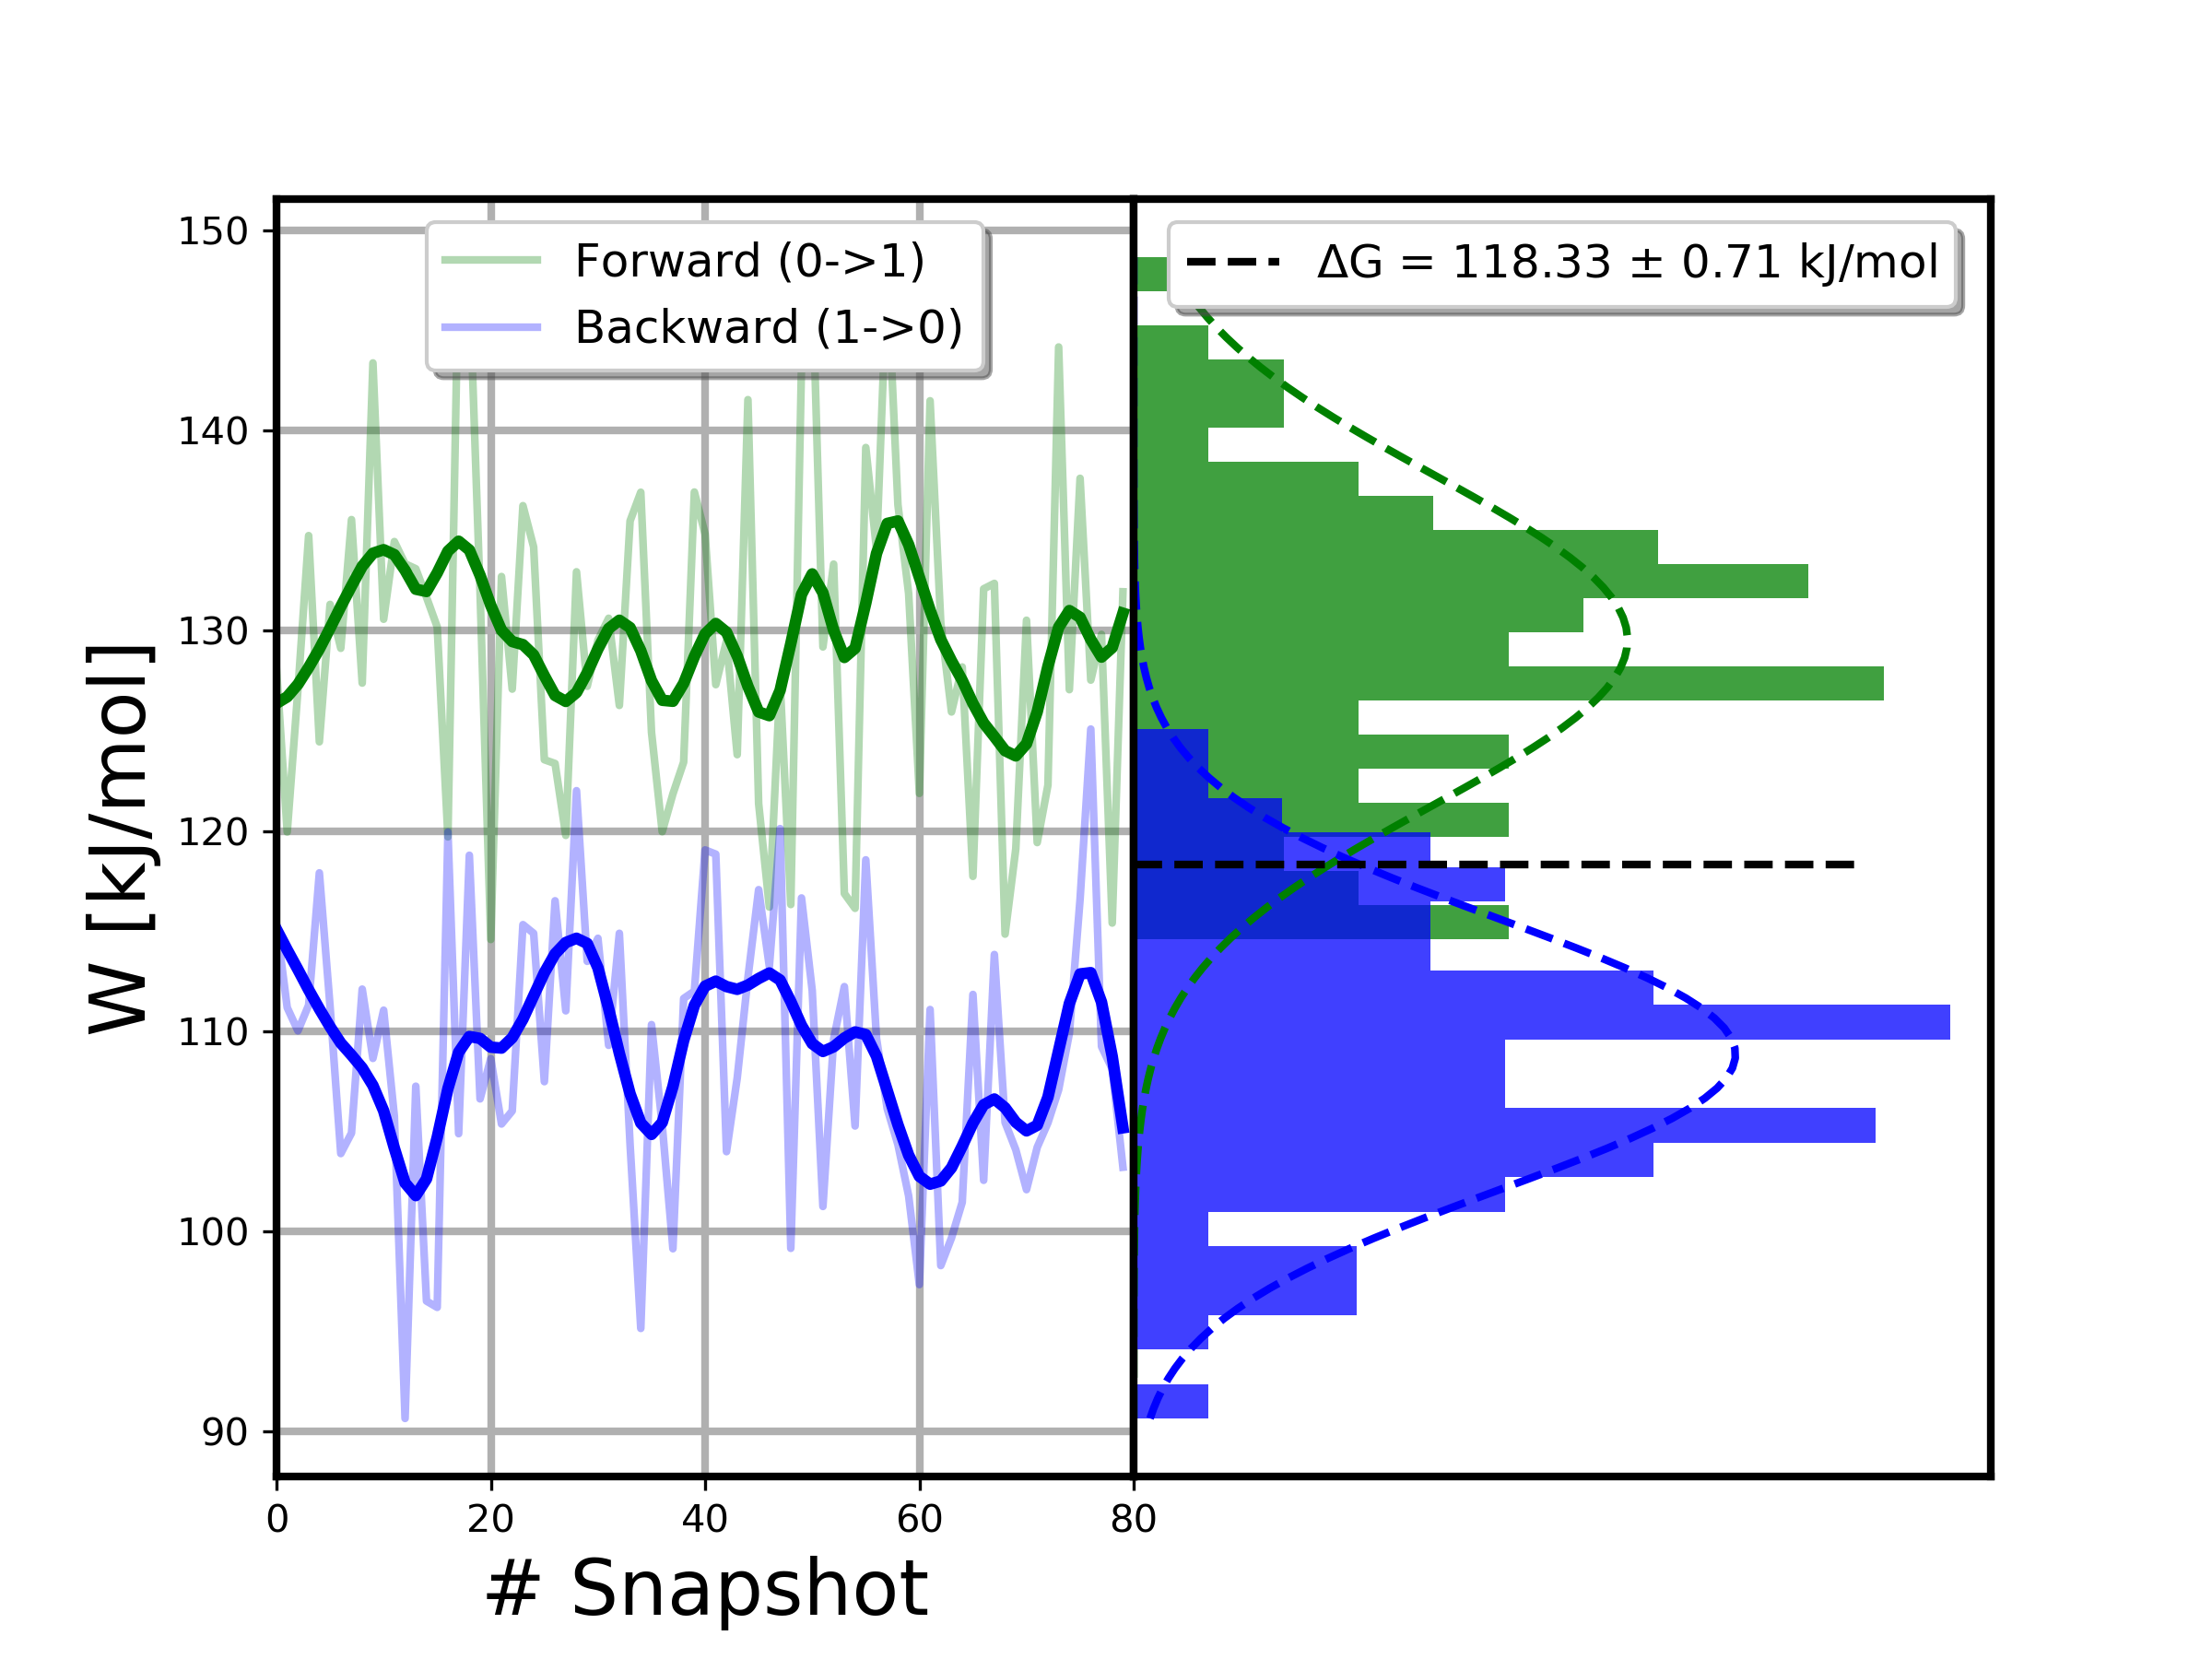 Forward (0->1)
Backward (1->0)
ΔG = 118.33 ± 0.71 kJ/mol
W [kJ/mol]
150
140
130
120
110
100
90
0 20 40 60 80
# Snapshot